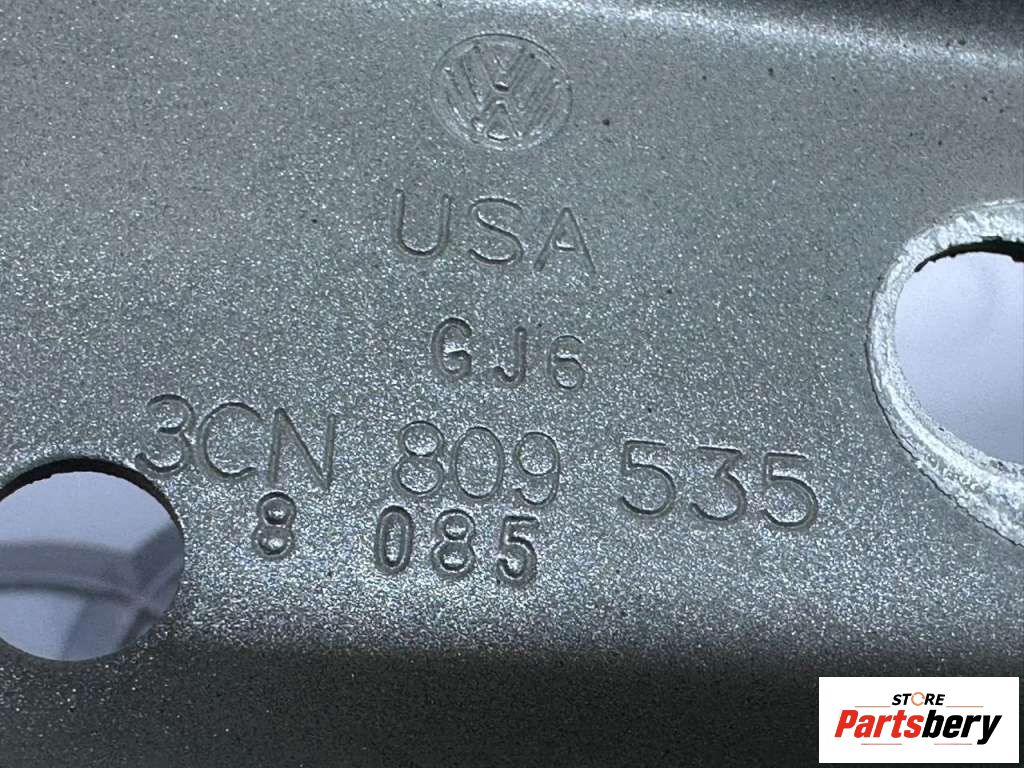 USA
GJ6
3CN 809 535
8 085
STORE
Partsbery